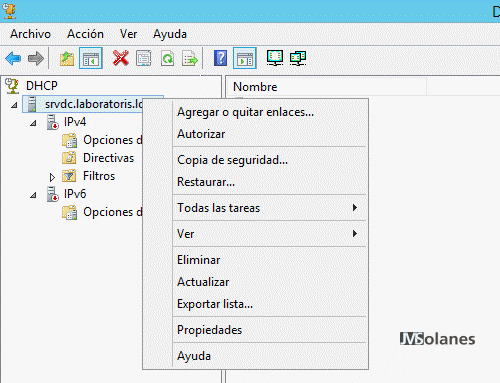 D
Archivo Acción Ver Ayuda
DHCP
srvdc.laboratoris.lo
IPv4
Opciones d
Directivas
Filtros
IPv6
Opciones d
Nombre
Agregar o quitar enlaces...
Autorizar
Copia de seguridad...
Restaurar...
Todas las tareas
Ver
Eliminar
Actualizar
Exportar lista...
Propiedades
Ayuda
JMSolanes